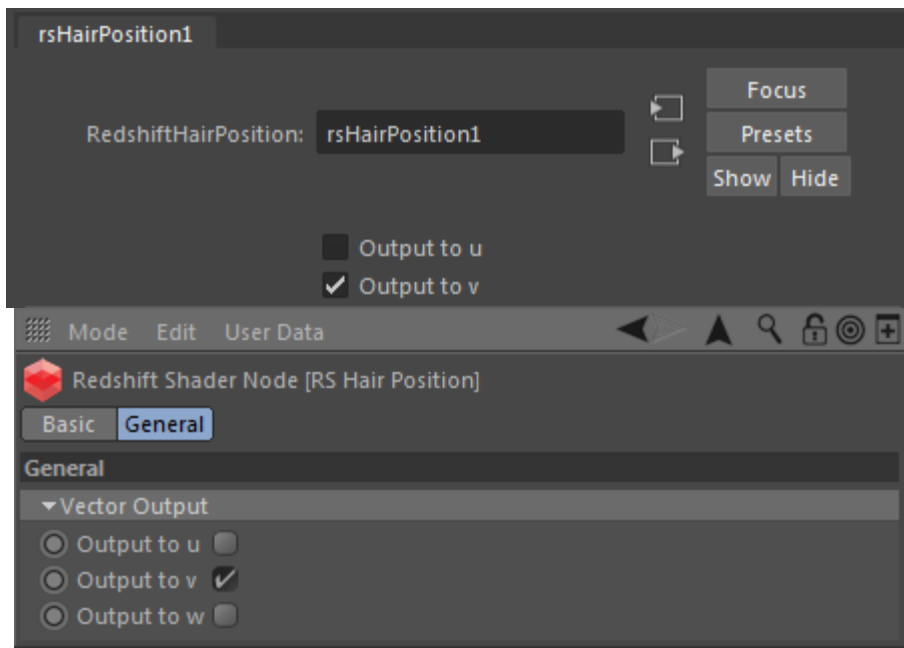 rsHairPosition1
Focus
RedshiftHairPosition: rsHairPosition1
Presets
Show Hide
Output to u
Output to v
Mode Edit User Data
Redshift Shader Node [RS Hair Position]
Basic General
General
Vector Output
Output to u
Output to v
Output to w